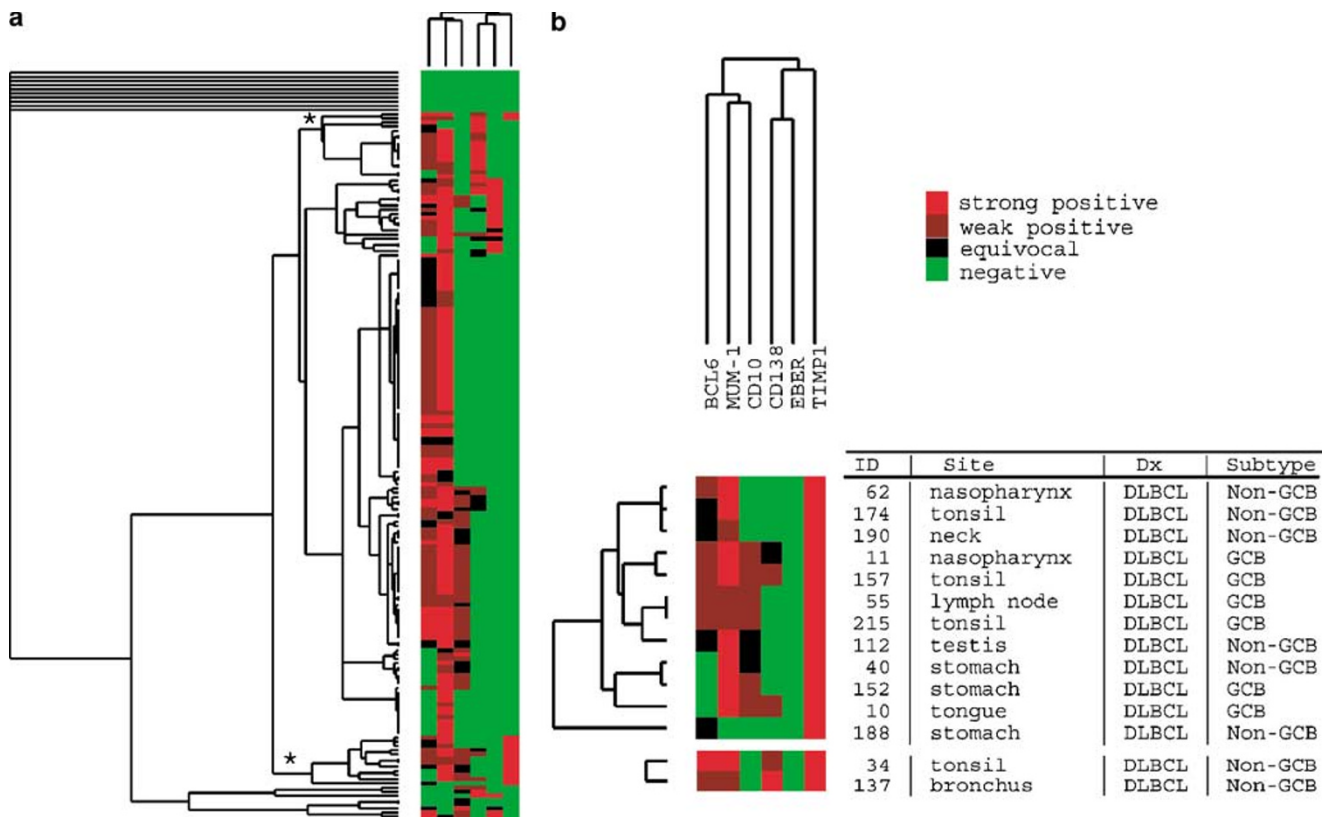 a
b
*
*
strong positive
weak positive
equivocal
negative
BCL6
MUM-1
CD10
CD138
EBER
TIMP1
ID Site Dx Subtype
62 nasopharynx DLBCL Non-GCB
174 tonsil DLBCL Non-GCB
190 neck DLBCL Non-GCB
11 nasopharynx DLBCL GCB
157 tonsil DLBCL GCB
55 lymph node DLBCL GCB
215 tonsil DLBCL GCB
112 testis DLBCL Non-GCB
40 stomach DLBCL Non-GCB
152 stomach DLBCL GCB
10 tongue DLBCL GCB
188 stomach DLBCL Non-GCB
34 tonsil DLBCL Non-GCB
137 bronchus DLBCL Non-GCB